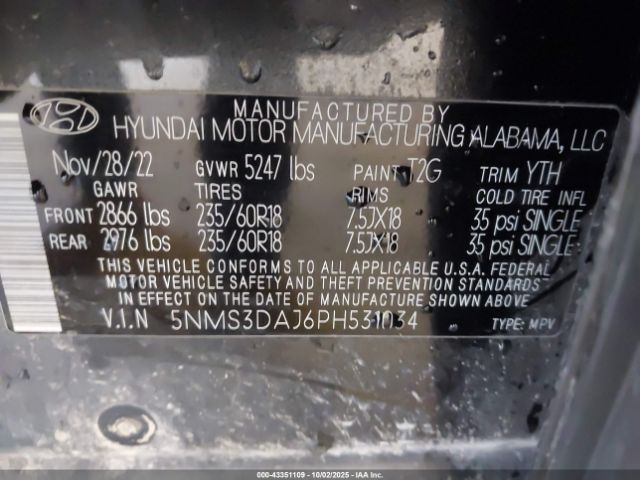 MANUFACTURED BY
HYUNDAI MOTOR MANUFACTURING ALABAMA, LLC
Nov/28/22 GVWR 5247 lbs PAINT T2G TRIM YTH
GAWR TIRES RIMS COLD TIRE INFL
FRONT 2866 lbs 235/60R18 7.5JX18 35 psi SINGLE
REAR 2976 lbs 235/60R18 7.5JX18 35 psi SINGLE
THIS VEHICLE CONFORMS TO ALL APPLICABLE U.S.A. FEDERAL
MOTOR VEHICLE SAFETY AND THEFT PREVENTION STANDARDS
IN EFFECT ON THE DATE OF MANUFACTURE SHOWN ABOVE.
V.I.N 5NMS3DAJ6PH531034 TYPE: MPV
000-43351109 10/02/2025 IAAI.COM